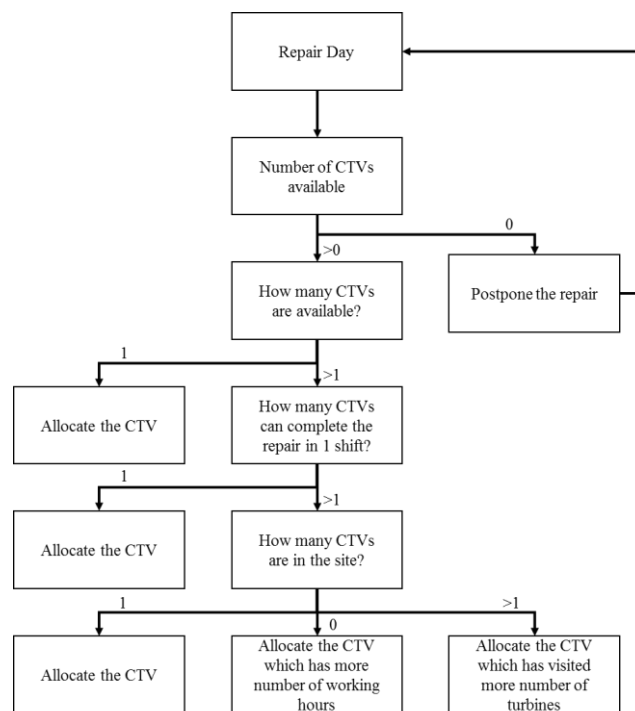 Repair Day
Number of CTVs
available
0
>0
How many CTVs
are available?
Postpone the repair
1
>1
Allocate the CTV
How many CTVs
can complete the
repair in 1 shift?
1
>1
Allocate the CTV
How many CTVs
are in the site?
1
0
>1
Allocate the CTV
Allocate the CTV
which has more
number of working
hours
Allocate the CTV
which has visited
more number of
turbines